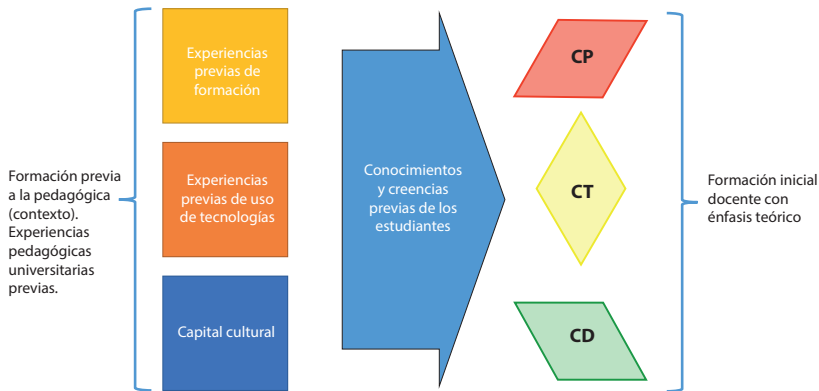 Formación previa
a la pedagógica
(contexto).
Experiencias
pedagógicas
universitarias
previas.
Experiencias
previas de
formación
Experiencias
previas de uso
de tecnologías
Capital cultural
Conocimientos
y creencias
previas de los
estudiantes
CP
CT
CD
Formación inicial
docente con
énfasis teórico